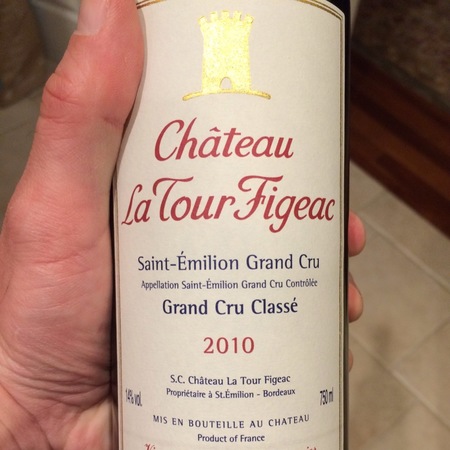 Château
La Tour Figeac
Saint-Émilion Grand Cru
Appellation Saint-Émilion Grand Cru Contrôlée
Grand Cru Classé
2010
S.C. Château La Tour Figeac
Propriétaire à St.Émilion - Bordeaux
14% vol.
750 ml
MIS EN BOUTEILLE AU CHATEAU
Product of France